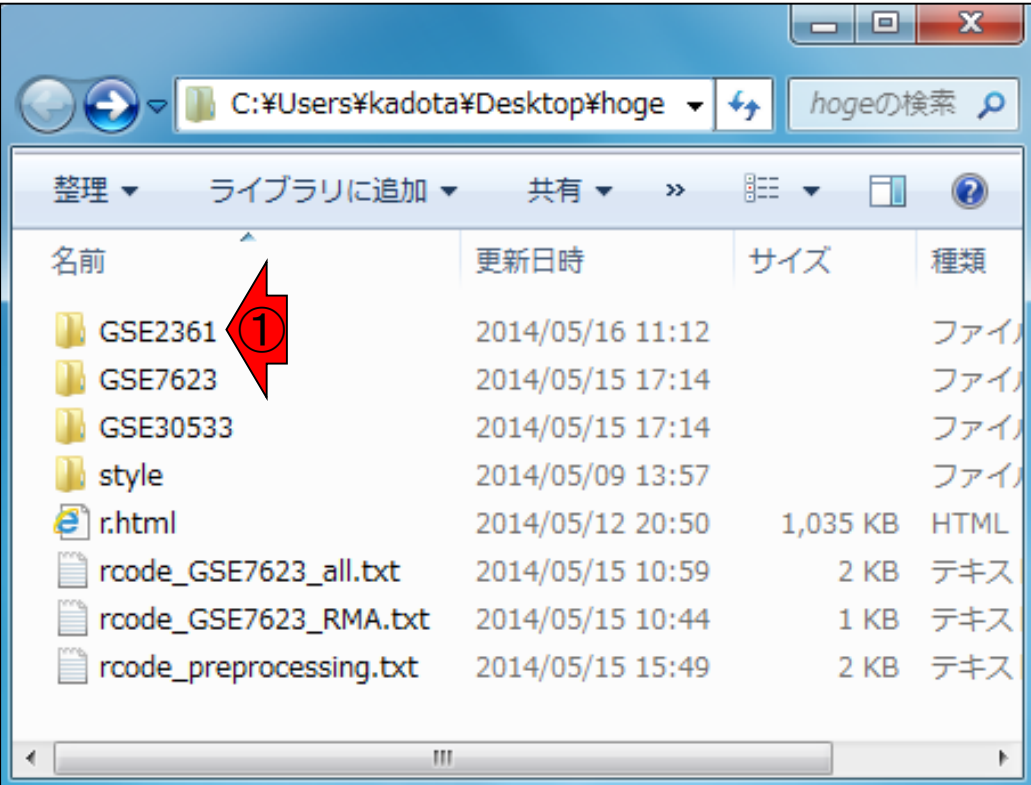 C:¥Users¥kadota¥Desktop¥hoge
hogeの検索
整理 ライブラリに追加 共有 »
名前 更新日時 サイズ 種類
GSE2361 ① 2014/05/16 11:12 ファイル
GSE7623 2014/05/15 17:14 ファイル
GSE30533 2014/05/15 17:14 ファイル
style 2014/05/09 13:57 ファイル
r.html 2014/05/12 20:50 1,035 KB HTML
rcode_GSE7623_all.txt 2014/05/15 10:59 2 KB テキス
rcode_GSE7623_RMA.txt 2014/05/15 10:44 1 KB テキス
rcode_preprocessing.txt 2014/05/15 15:49 2 KB テキス